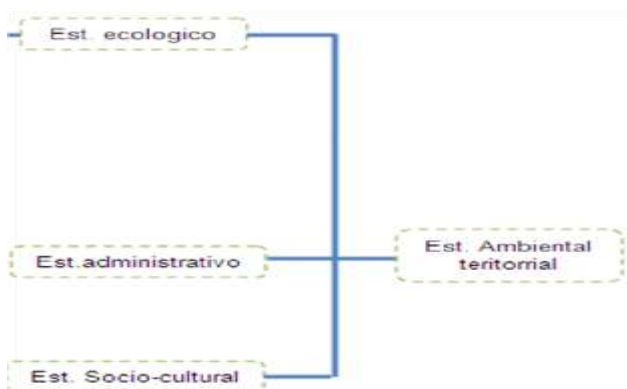 Est. ecologico
Est.administrativo
Est. Ambiental
teritorrial
Est. Socio-cultural